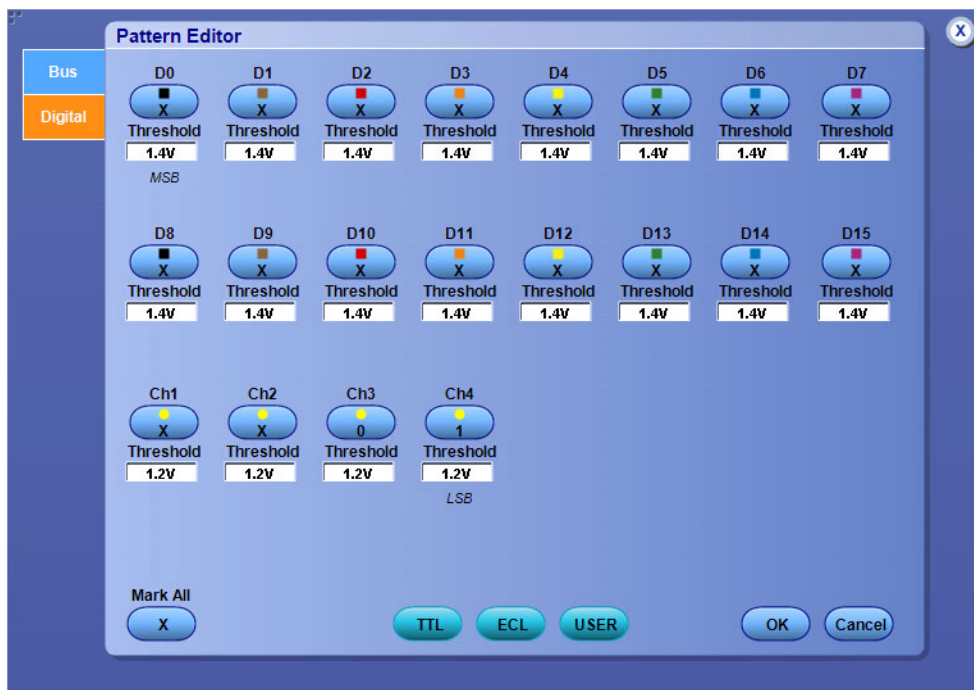 Pattern Editor
X
Bus
Digital
D0 D1 D2 D3 D4 D5 D6 D7
X X X X X X X X
Threshold Threshold Threshold Threshold Threshold Threshold Threshold Threshold
1.4V 1.4V 1.4V 1.4V 1.4V 1.4V 1.4V 1.4V
MSB
D8 D9 D10 D11 D12 D13 D14 D15
X X X X X X X X
Threshold Threshold Threshold Threshold Threshold Threshold Threshold Threshold
1.4V 1.4V 1.4V 1.4V 1.4V 1.4V 1.4V 1.4V
Ch1 Ch2 Ch3 Ch4
X X 0 1
Threshold Threshold Threshold Threshold
1.2V 1.2V 1.2V 1.2V
LSB
Mark All
X TTL ECL USER OK Cancel